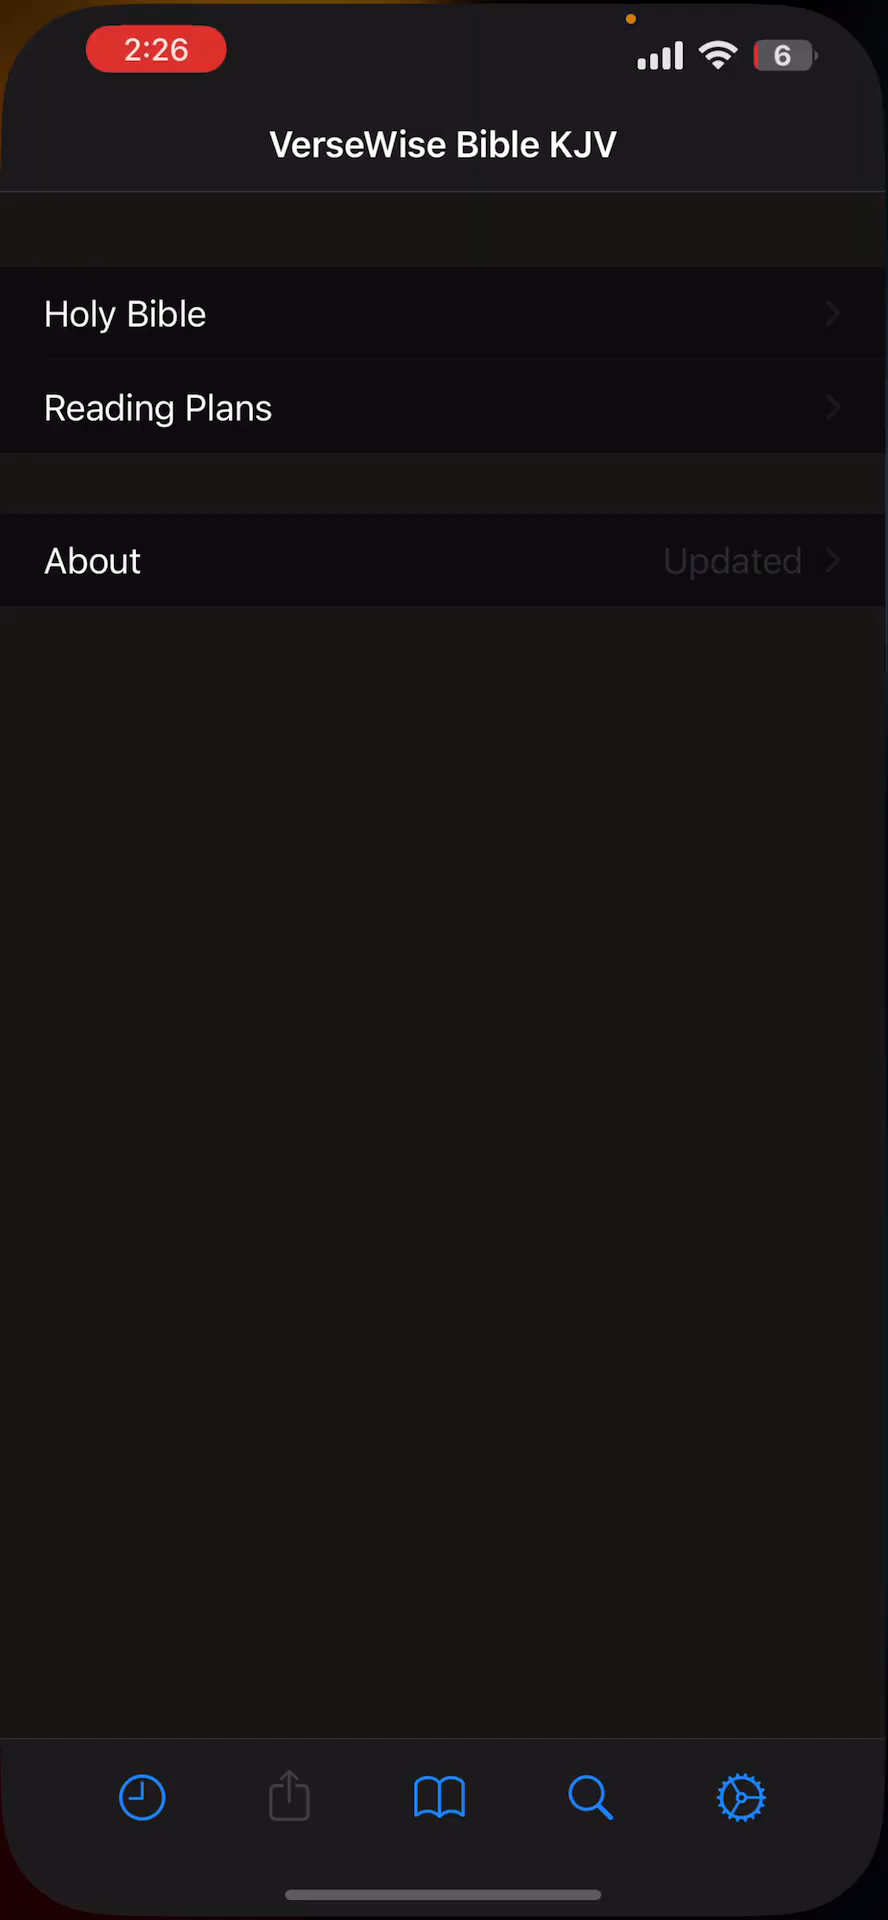 2:26
6
VerseWise Bible KJV
Holy Bible
Reading Plans
About Updated